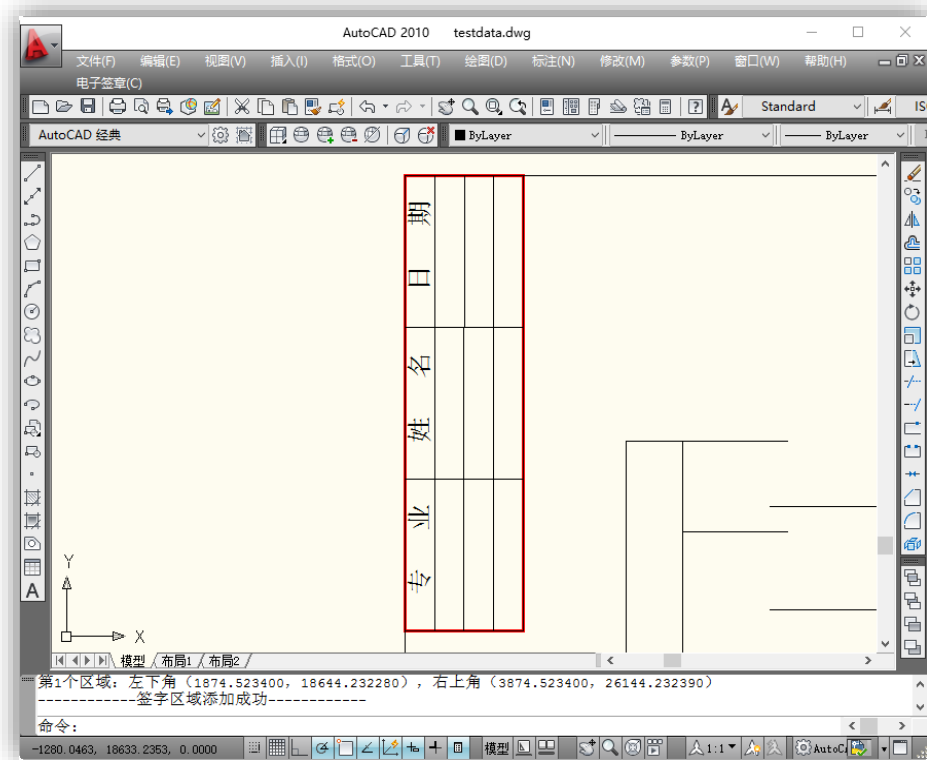 AutoCAD 2010 testdata.dwg
文件(F) 编辑(E) 视图(V) 插入(I) 格式(O) 工具(T) 绘图(D) 标注(N) 修改(M) 参数(P) 窗口(W) 帮助(H)
电子签章(C)
Standard
AutoCAD 经典 ByLayer ByLayer ByLayer
期
日
名
姓
业
专
Y
X
模型 布局1 布局2
第1个区域: 左下角 (1874.523400, 18644.232280) , 右上角 (3874.523400, 26144.232390)
------------签字区域添加成功------------
命令:
-1280.0463, 18633.2353, 0.0000 模型 1:1